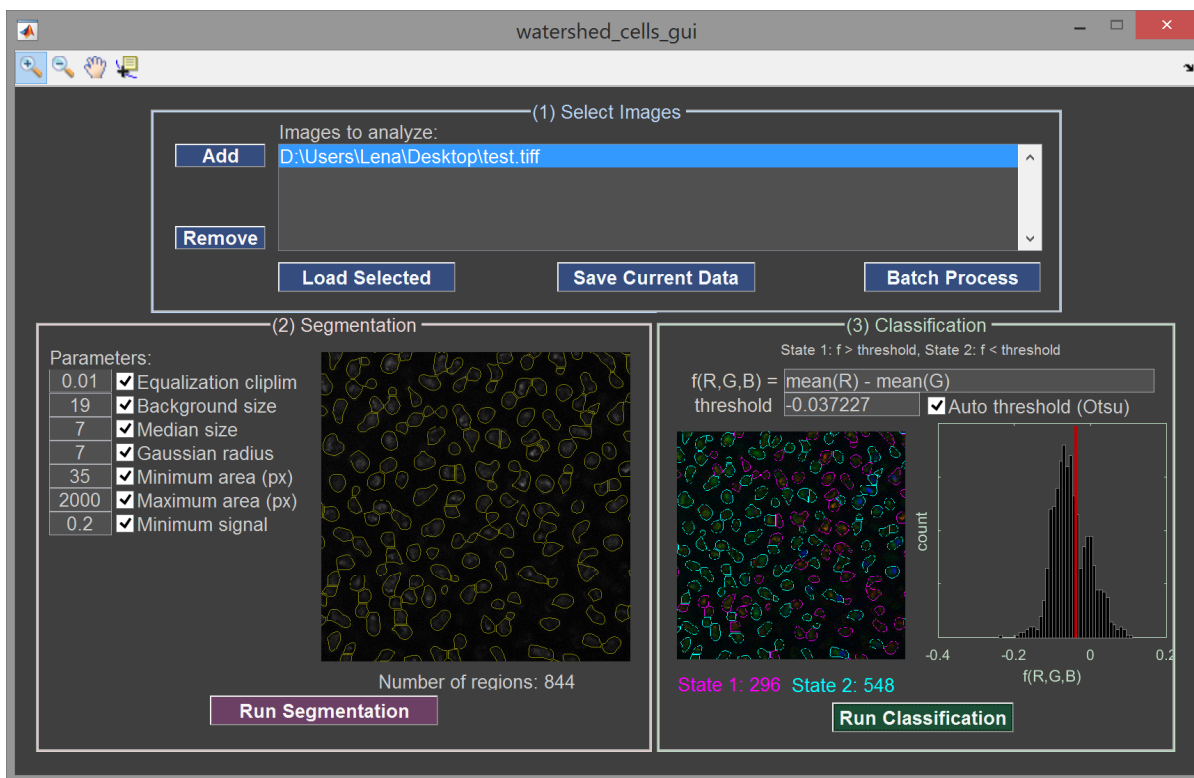 watershed_cells_gui
(1) Select Images
Images to analyze:
Add
D:\Users\Lena\Desktop\test.tiff
Remove
Load Selected
Save Current Data
Batch Process
(2) Segmentation
Parameters:
0.01 Equalization cliplim
19 Background size
7 Median size
7 Gaussian radius
35 Minimum area (px)
2000 Maximum area (px)
0.2 Minimum signal
Number of regions: 844
Run Segmentation
(3) Classification
State 1: f > threshold, State 2: f < threshold
f(R,G,B) = mean(R) - mean(G)
threshold -0.037227 Auto threshold (Otsu)
count
-0.4 -0.2 0 0.2
f(R,G,B)
State 1: 296 State 2: 548
Run Classification